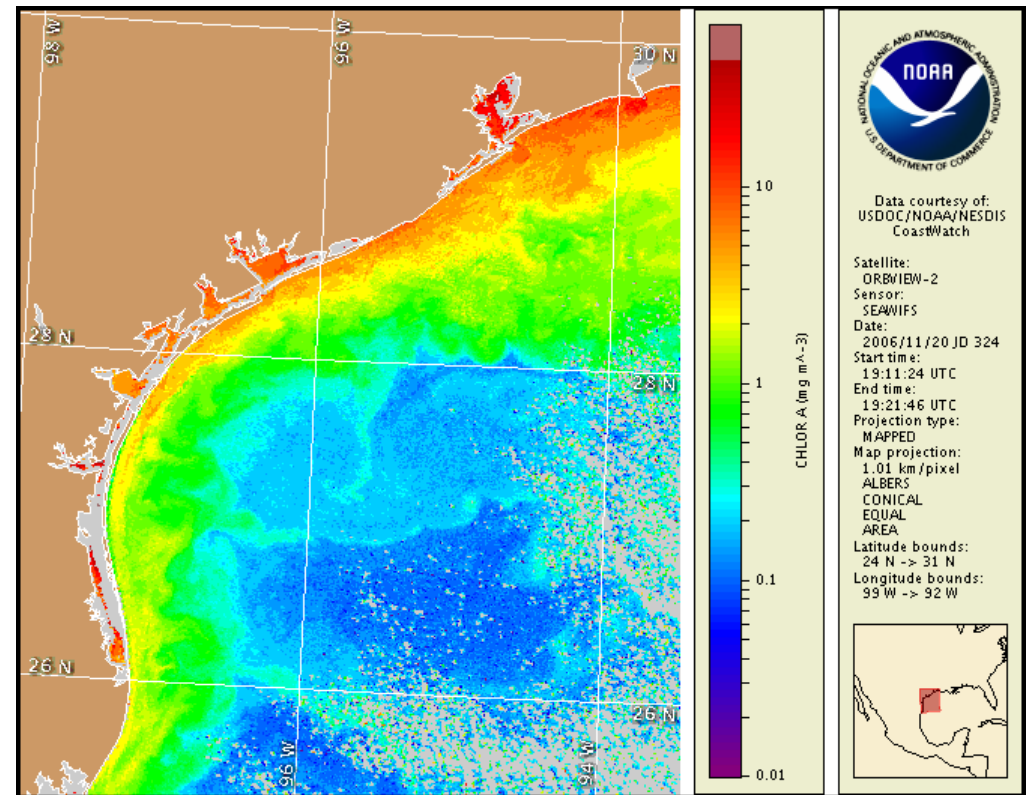 98 W
96 W
30 N
28 N
28 N
26 N
26 N
96 W
94 W
10
1
0.1
0.01
CHLOR A (mg m^-3)
NATIONAL OCEANIC AND ATMOSPHERIC ADMINISTRATION
NOAA
U.S. DEPARTMENT OF COMMERCE
Data courtesy of:
USDOC/NOAA/NESDIS
CoastWatch
Satellite:
ORBVIEW-2
Sensor:
SEAWIFS
Date:
2006/11/20 JD 324
Start time:
19:11:24 UTC
End time:
19:21:46 UTC
Projection type:
MAPPED
Map projection:
1.01 km/pixel
ALBERS
CONICAL
EQUAL
AREA
Latitude bounds:
24 N -> 31 N
Longitude bounds:
99 W -> 92 W